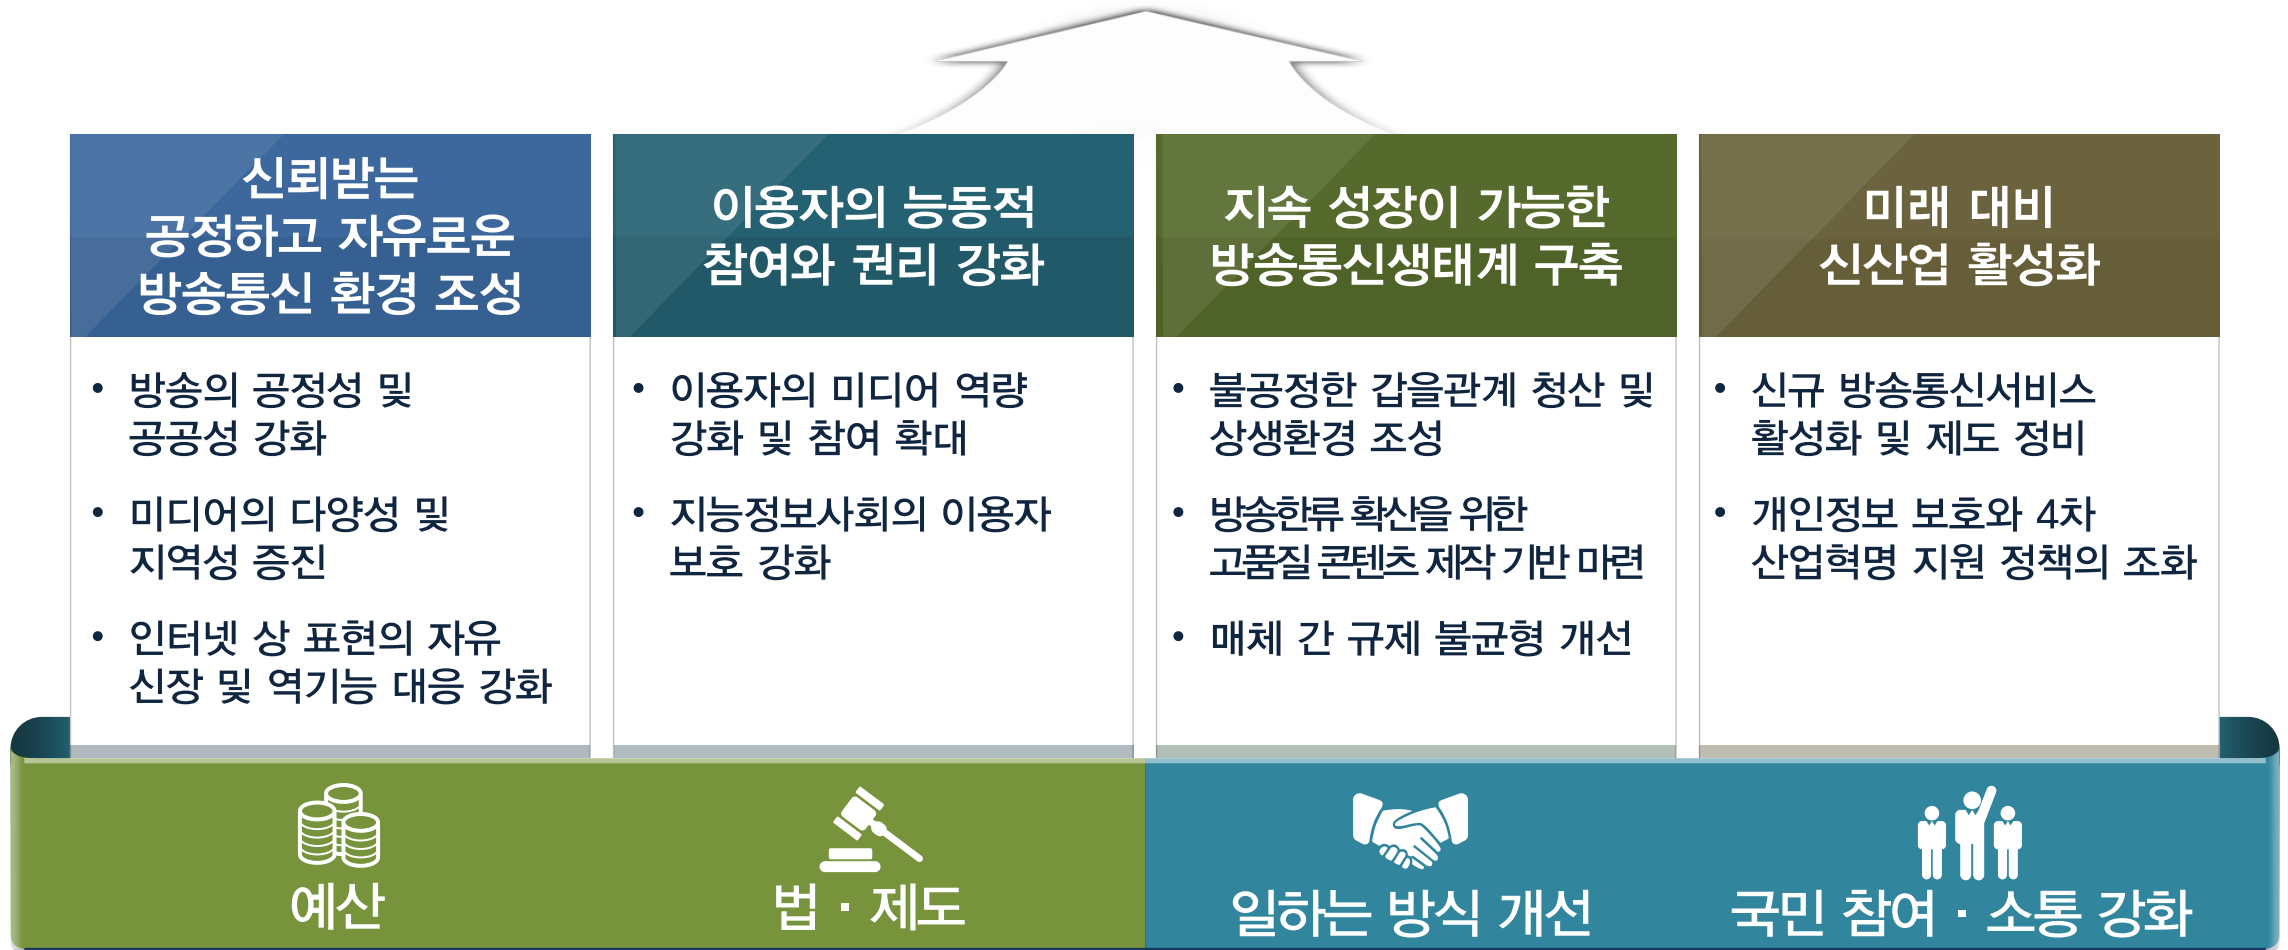 신뢰받는
공정하고 자유로운
방송통신 환경 조성
• 방송의 공정성 및
공공성 강화
• 미디어의 다양성 및
지역성 증진
• 인터넷 상 표현의 자유
신장 및 역기능 대응 강화
이용자의 능동적
참여와 권리 강화
• 이용자의 미디어 역량
강화 및 참여 확대
• 지능정보사회의 이용자
보호 강화
지속 성장이 가능한
방송통신생태계 구축
• 불공정한 갑을관계 청산 및
상생환경 조성
• 방송한류 확산을 위한
고품질 콘텐츠 제작 기반 마련
• 매체 간 규제 불균형 개선
미래 대비
신산업 활성화
• 신규 방송통신서비스
활성화 및 제도 정비
• 개인정보 보호와 4차
산업혁명 지원 정책의 조화
예산
법 · 제도
일하는 방식 개선
국민 참여 · 소통 강화